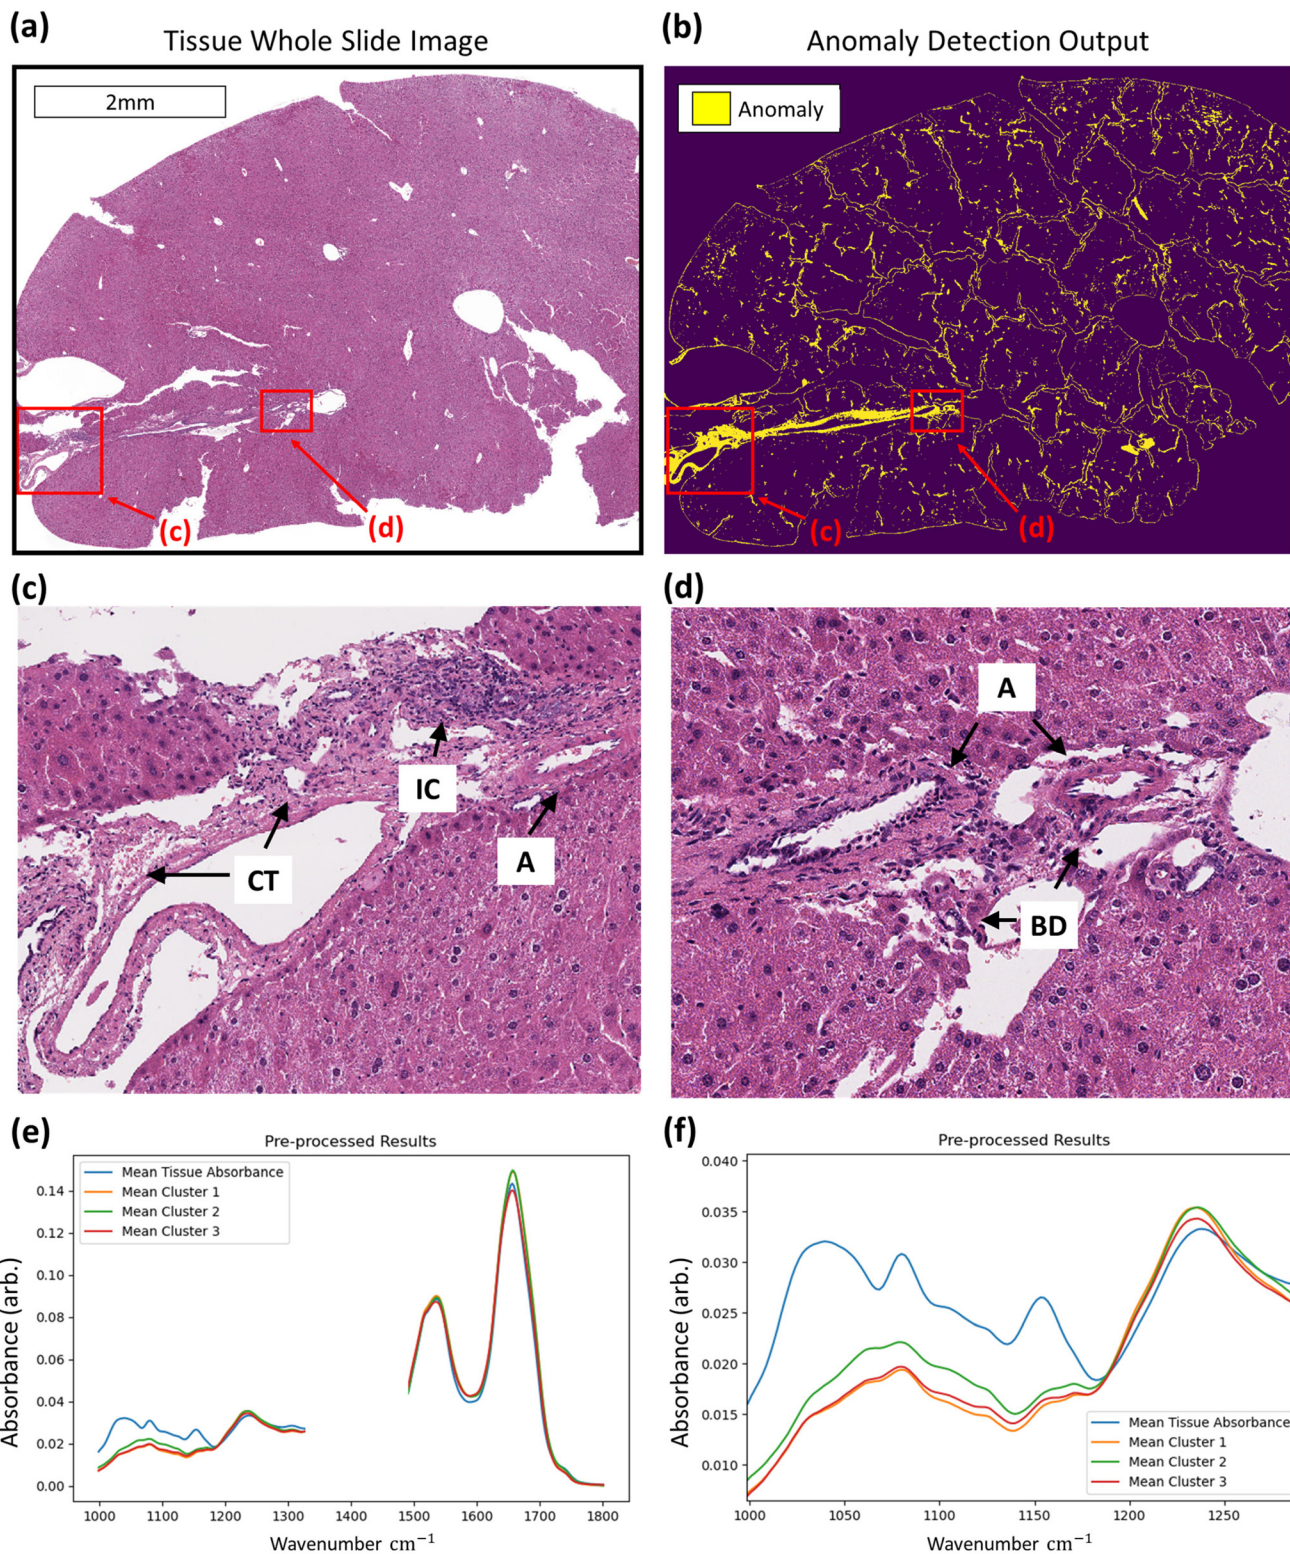 (a)
Tissue Whole Slide Image
2mm
(c)
(d)
(b)
Anomaly Detection Output
Anomaly
(c)
(d)
(c)
IC
A
CT
(d)
A
BD
(e)
Pre-processed Results
Mean Tissue Absorbance
Mean Cluster 1
Mean Cluster 2
Mean Cluster 3
Absorbance (arb.)
0.14
0.12
0.10
0.08
0.06
0.04
0.02
0.00
1000 1100 1200 1300 1400 1500 1600 1700 1800
Wavenumber cm⁻¹
(f)
Pre-processed Results
Absorbance (arb.)
0.040
0.035
0.030
0.025
0.020
0.015
0.010
Mean Tissue Absorbance
Mean Cluster 1
Mean Cluster 2
Mean Cluster 3
1000 1050 1100 1150 1200 1250
Wavenumber cm⁻¹